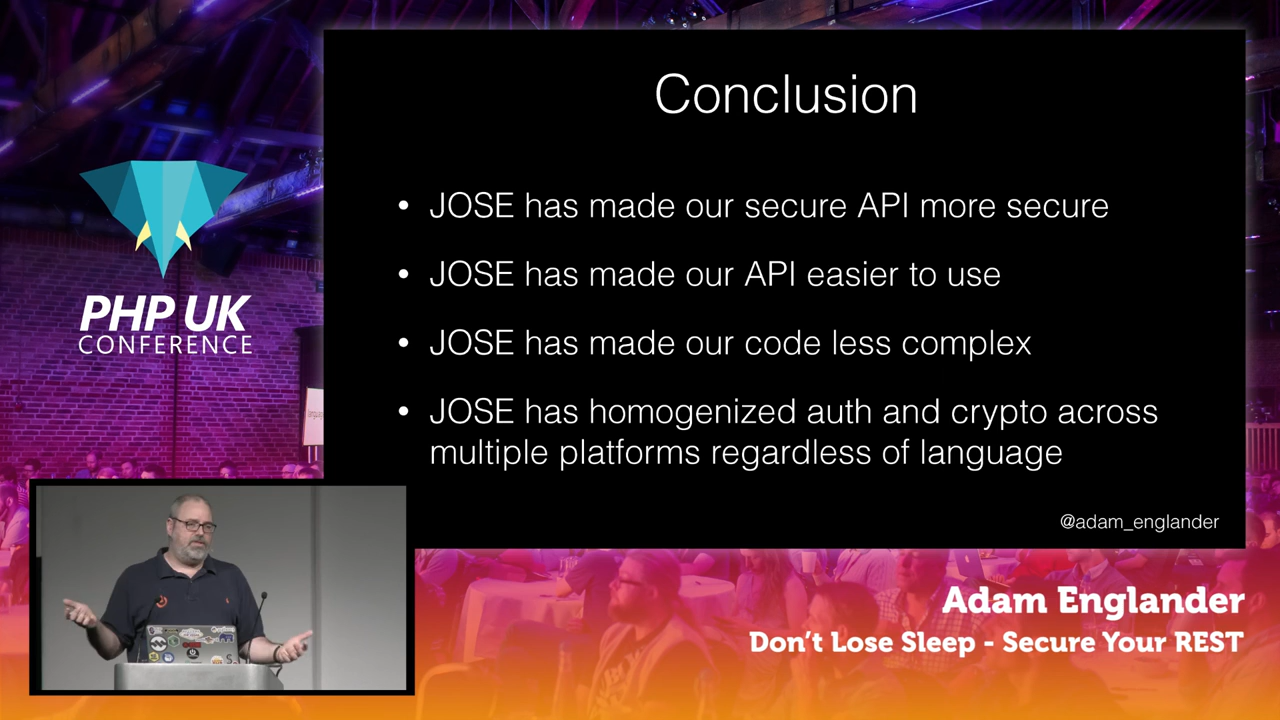 Conclusion
• JOSE has made our secure API more secure
• JOSE has made our API easier to use
• JOSE has made our code less complex
• JOSE has homogenized auth and crypto across
multiple platforms regardless of language
@adam_englander
PHP UK
CONFERENCE
Adam Englander
Don't Lose Sleep - Secure Your REST